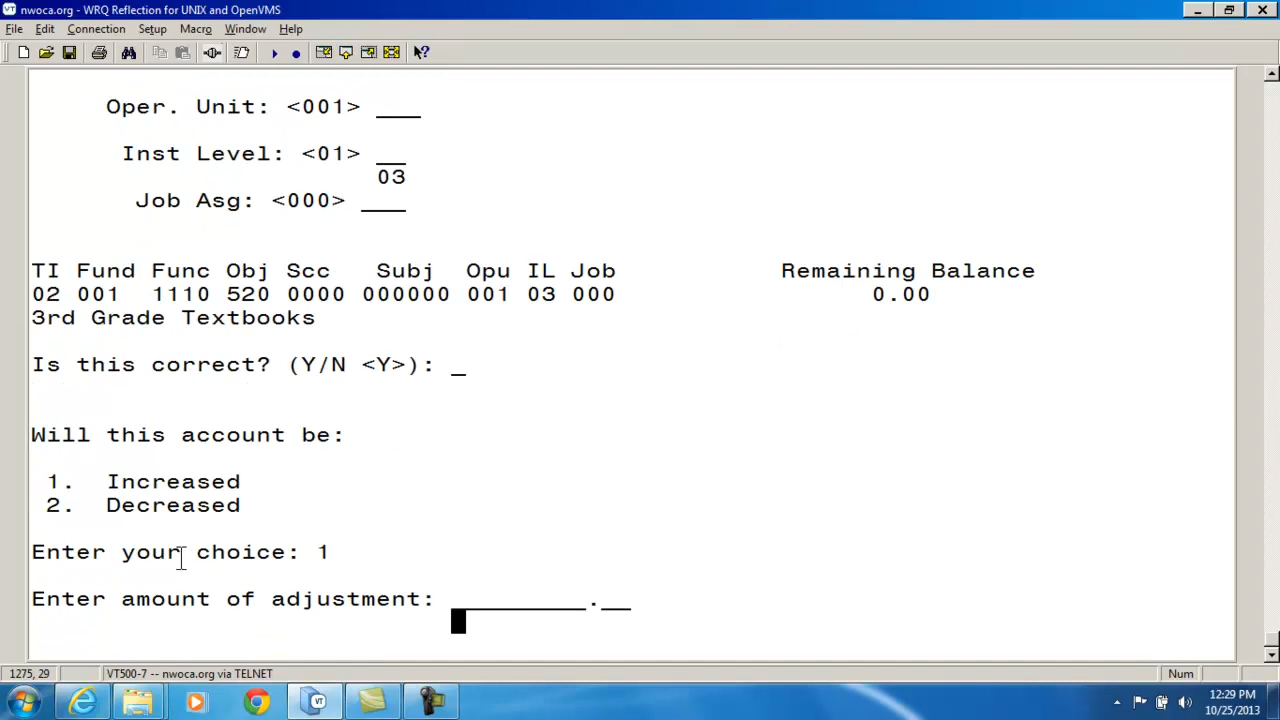 nwoca.org - WRQ Reflection for UNIX and OpenVMS
File Edit Connection Setup Macro Window Help
Oper. Unit: <001> ___
Inst Level: <01> __
03
Job Asg: <000> ___
TI Fund Func Obj Scc Subj Opu IL Job Remaining Balance
02 001 1110 520 0000 000000 001 03 000 0.00
3rd Grade Textbooks
Is this correct? (Y/N <Y>): _
Will this account be:
1. Increased
2. Decreased
Enter your choice: 1
Enter amount of adjustment: _________.__
1275, 29 VT500-7 -- nwoca.org via TELNET Num
12:29 PM
10/25/2013